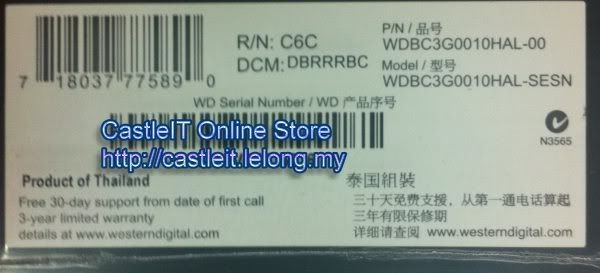 7 18037 77589 0
R/N: C6C
DCM: DBRRRBC
P/N / 品号
WDBC3G0010HAL-00
Model / 型号
WDBC3G0010HAL-SESN
WD Serial Number / WD 产品序号
CastleIT Online Store
http://castleit.lelong.my
N3565
Product of Thailand
Free 30-day support from date of first call
3-year limited warranty
details at www.westerndigital.com
泰国組裝
三十天免费支援，从第一通电话算起
三年有限保修期
详细请查阅 www.westerndigital.com